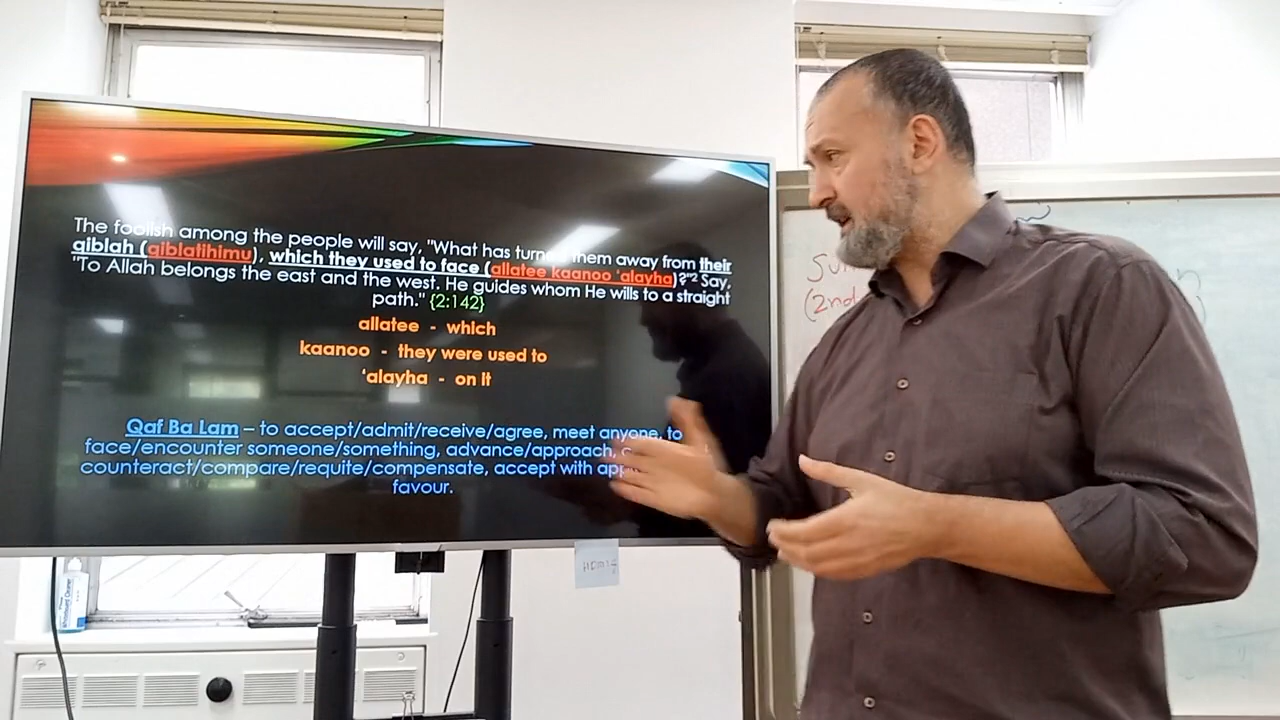 The foolish among the people will say, "What has turned them away from their
qiblah (qiblatihimu), which they used to face (allatee kaanoo 'alayha)?" Say,
"To Allah belongs the east and the west. He guides whom He wills to a straight
path." {2:142}
allatee - which
kaanoo - they were used to
'alayha - on it
Qaf Ba Lam – to accept/admit/receive/agree, meet anyone, to
face/encounter someone/something, advance/approach,
counteract/compare/requite/compensate, accept with
favour.
(2nd
HDMI